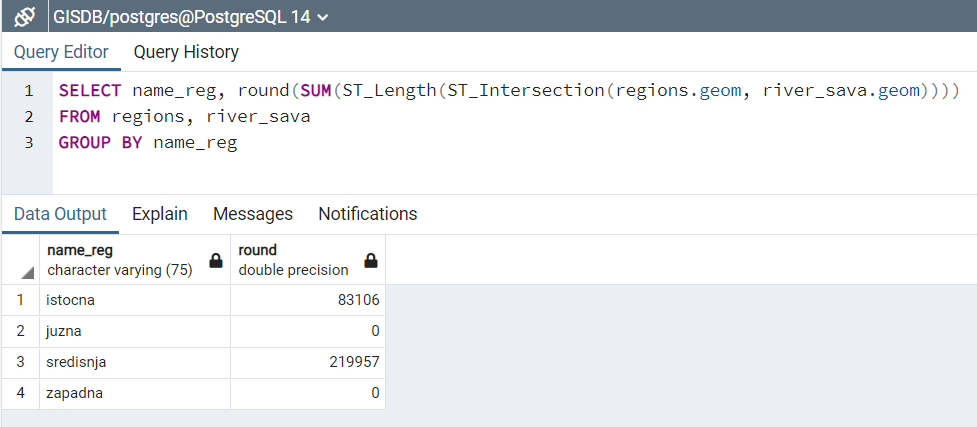 GISDB/postgres@PostgreSQL 14
Query Editor Query History
1 SELECT name_reg, round(SUM(ST_Length(ST_Intersection(regions.geom, river_sava.geom))))
2 FROM regions, river_sava
3 GROUP BY name_reg
Data Output Explain Messages Notifications
name_reg round
character varying (75) double precision
1 istocna 83106
2 juzna 0
3 sredisnja 219957
4 zapadna 0